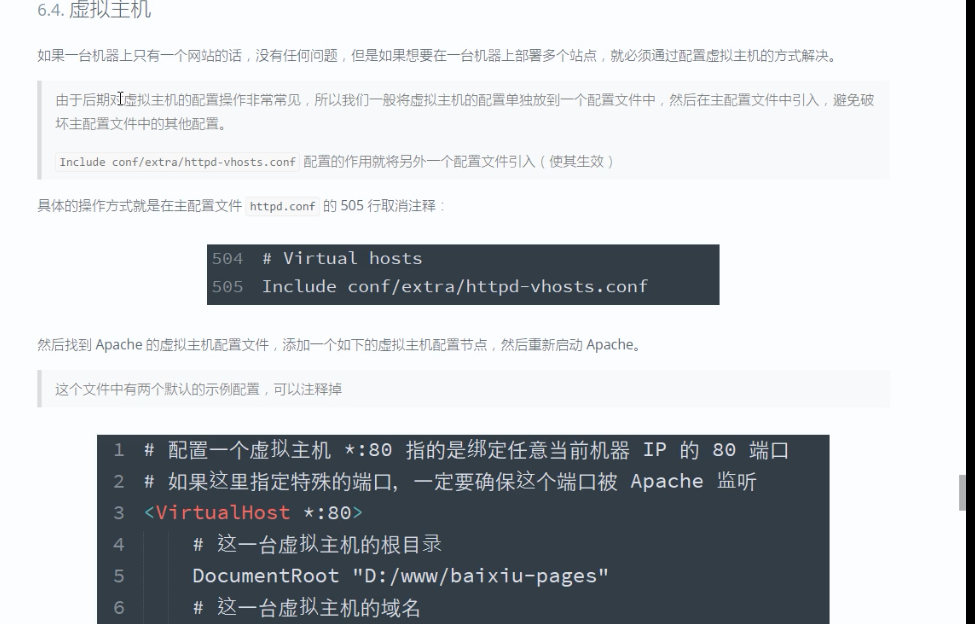 6.4. 虚拟主机
如果一台机器上只有一个网站的话，没有任何问题，但是如果想要在一台机器上部署多个站点，就必须通过配置虚拟主机的方式解决。
由于后期对虚拟主机的配置操作非常常见，所以我们一般将虚拟主机的配置单独放到一个配置文件中，然后在主配置文件中引入，避免破
坏主配置文件中的其他配置。
Include conf/extra/httpd-vhosts.conf 配置的作用就将另外一个配置文件引入（使其生效）
具体的操作方式就是在主配置文件 httpd.conf 的 505 行取消注释：
504 # Virtual hosts
505 Include conf/extra/httpd-vhosts.conf
然后找到 Apache 的虚拟主机配置文件，添加一个如下的虚拟主机配置节点，然后重新启动 Apache。
这个文件中有两个默认的示例配置，可以注释掉
1 # 配置一个虚拟主机 *:80 指的是绑定任意当前机器 IP 的 80 端口
2 # 如果这里指定特殊的端口, 一定要确保这个端口被 Apache 监听
3 <VirtualHost *:80>
4 # 这一台虚拟主机的根目录
5 DocumentRoot "D:/www/baixiu-pages"
6 # 这一台虚拟主机的域名